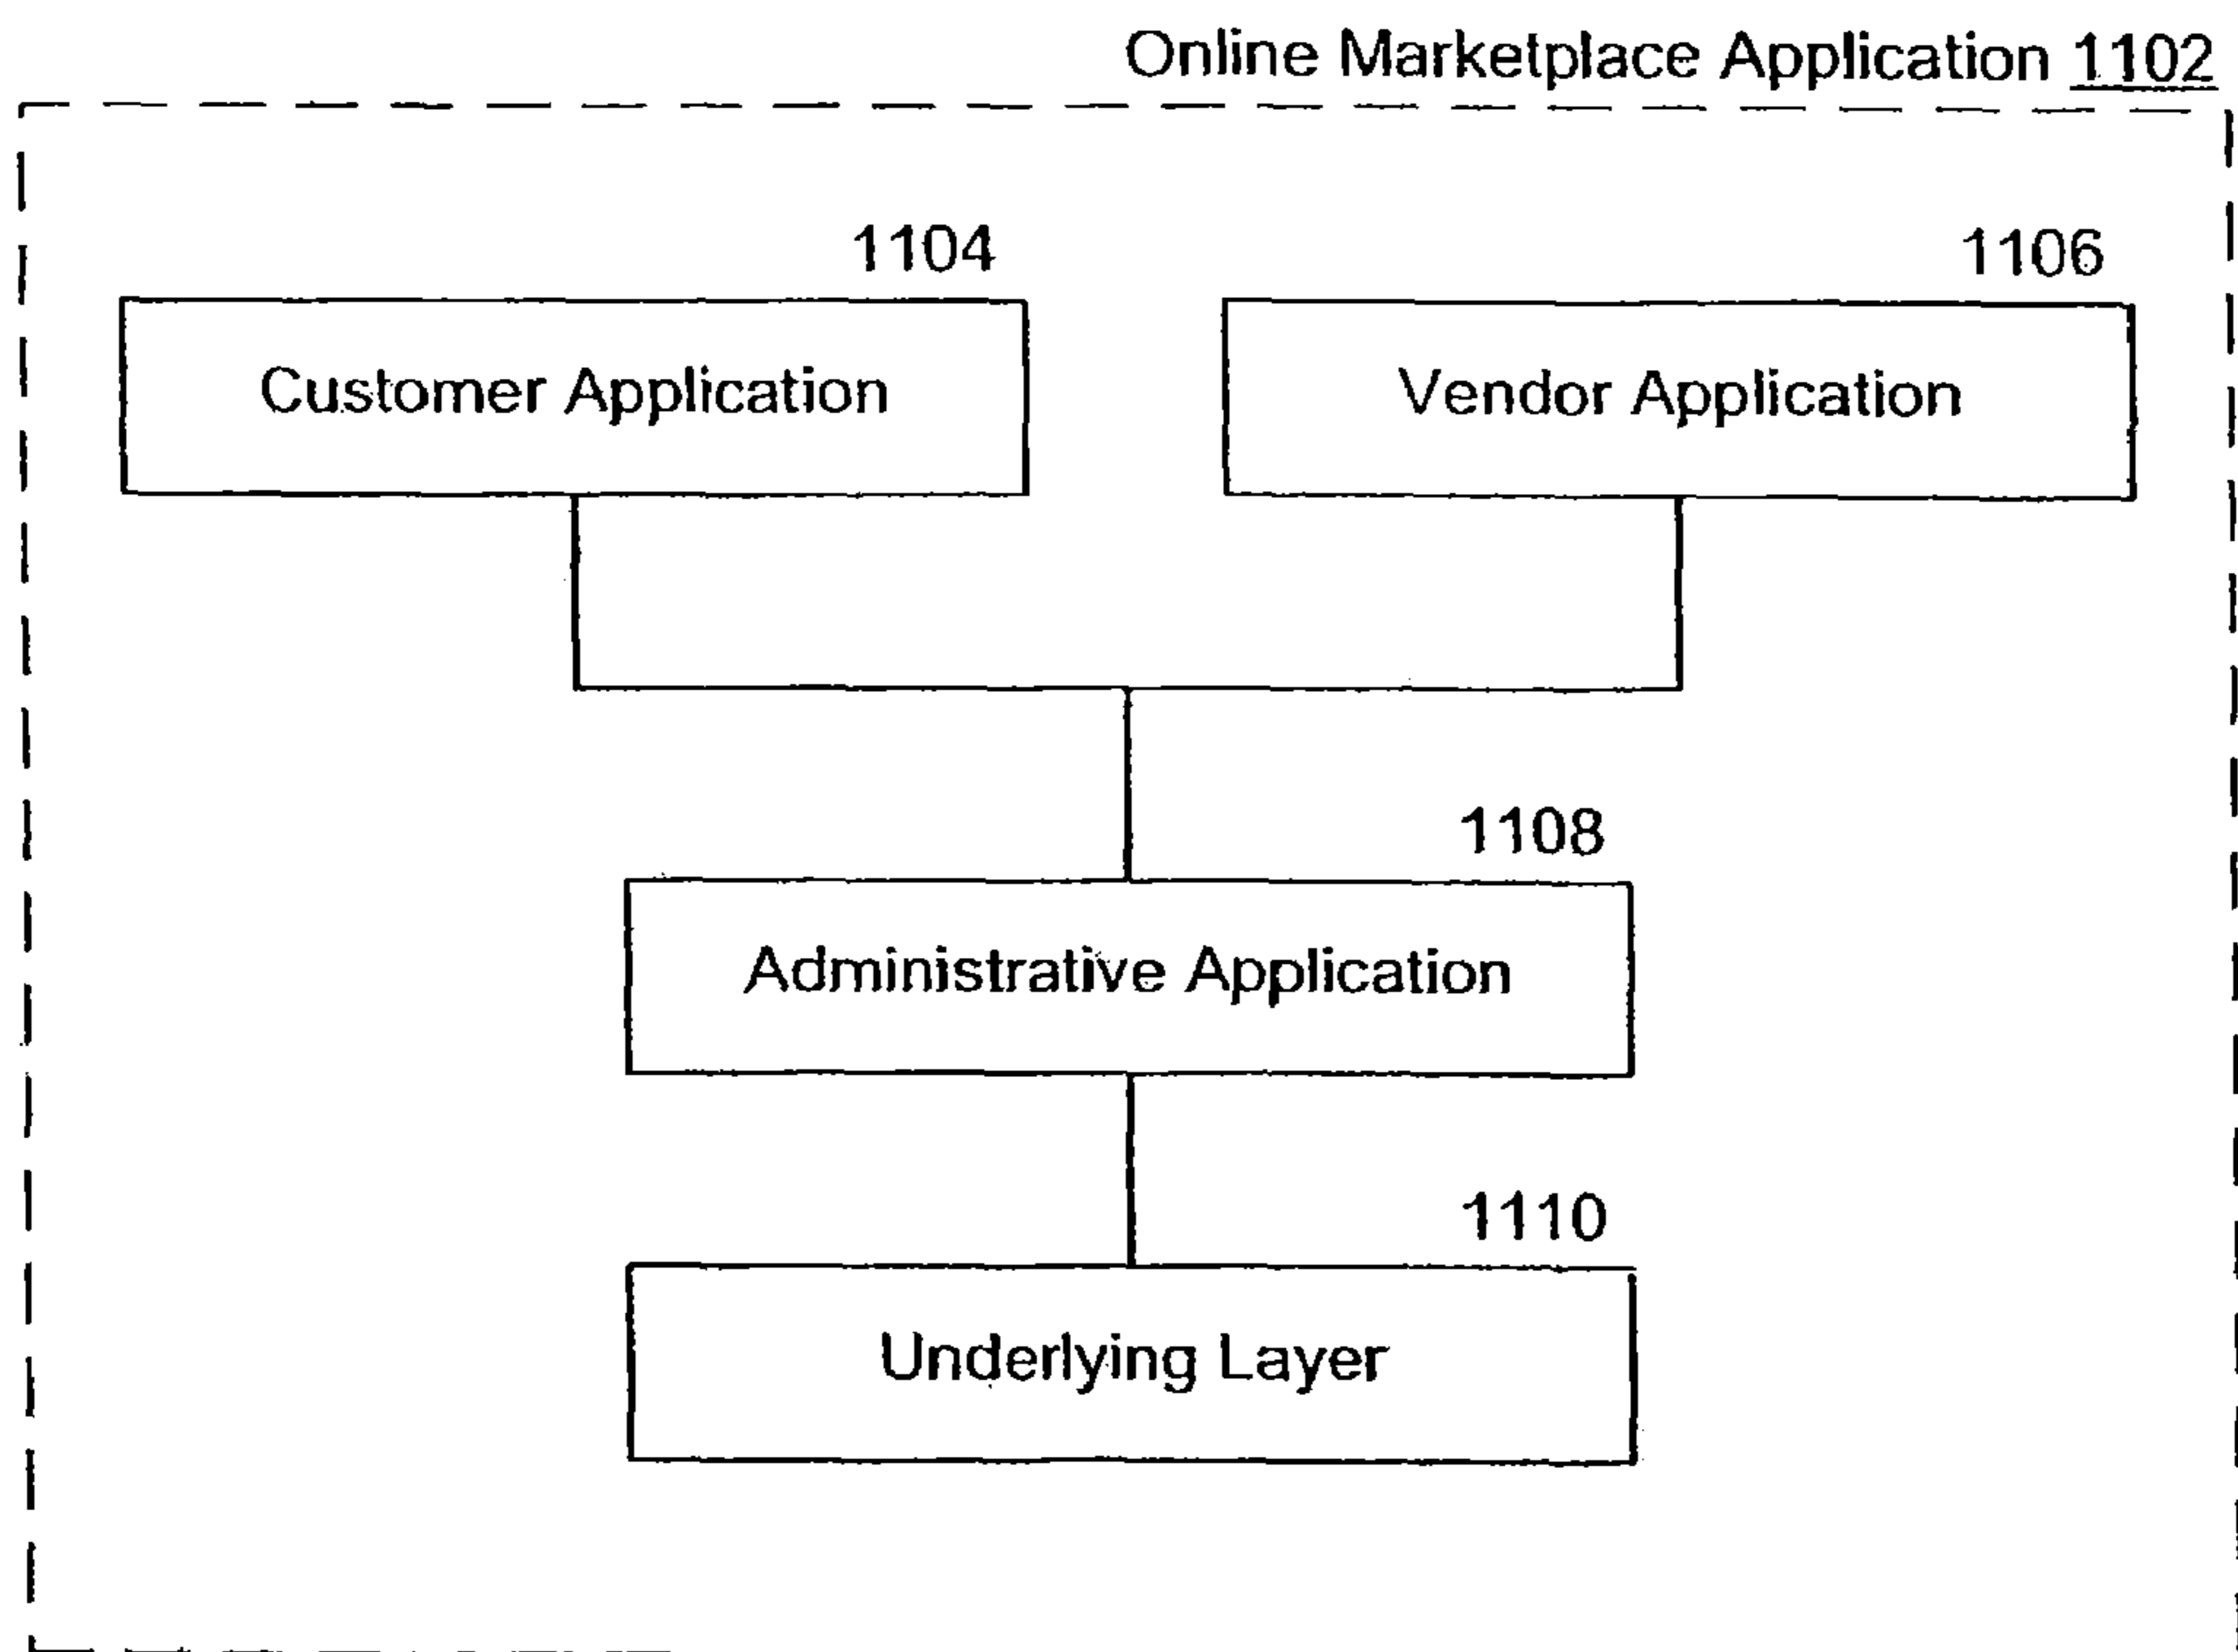 Online Marketplace Application 1102
1104
1106
Customer Application
Vendor Application
1108
Administrative Application
1110
Underlying Layer